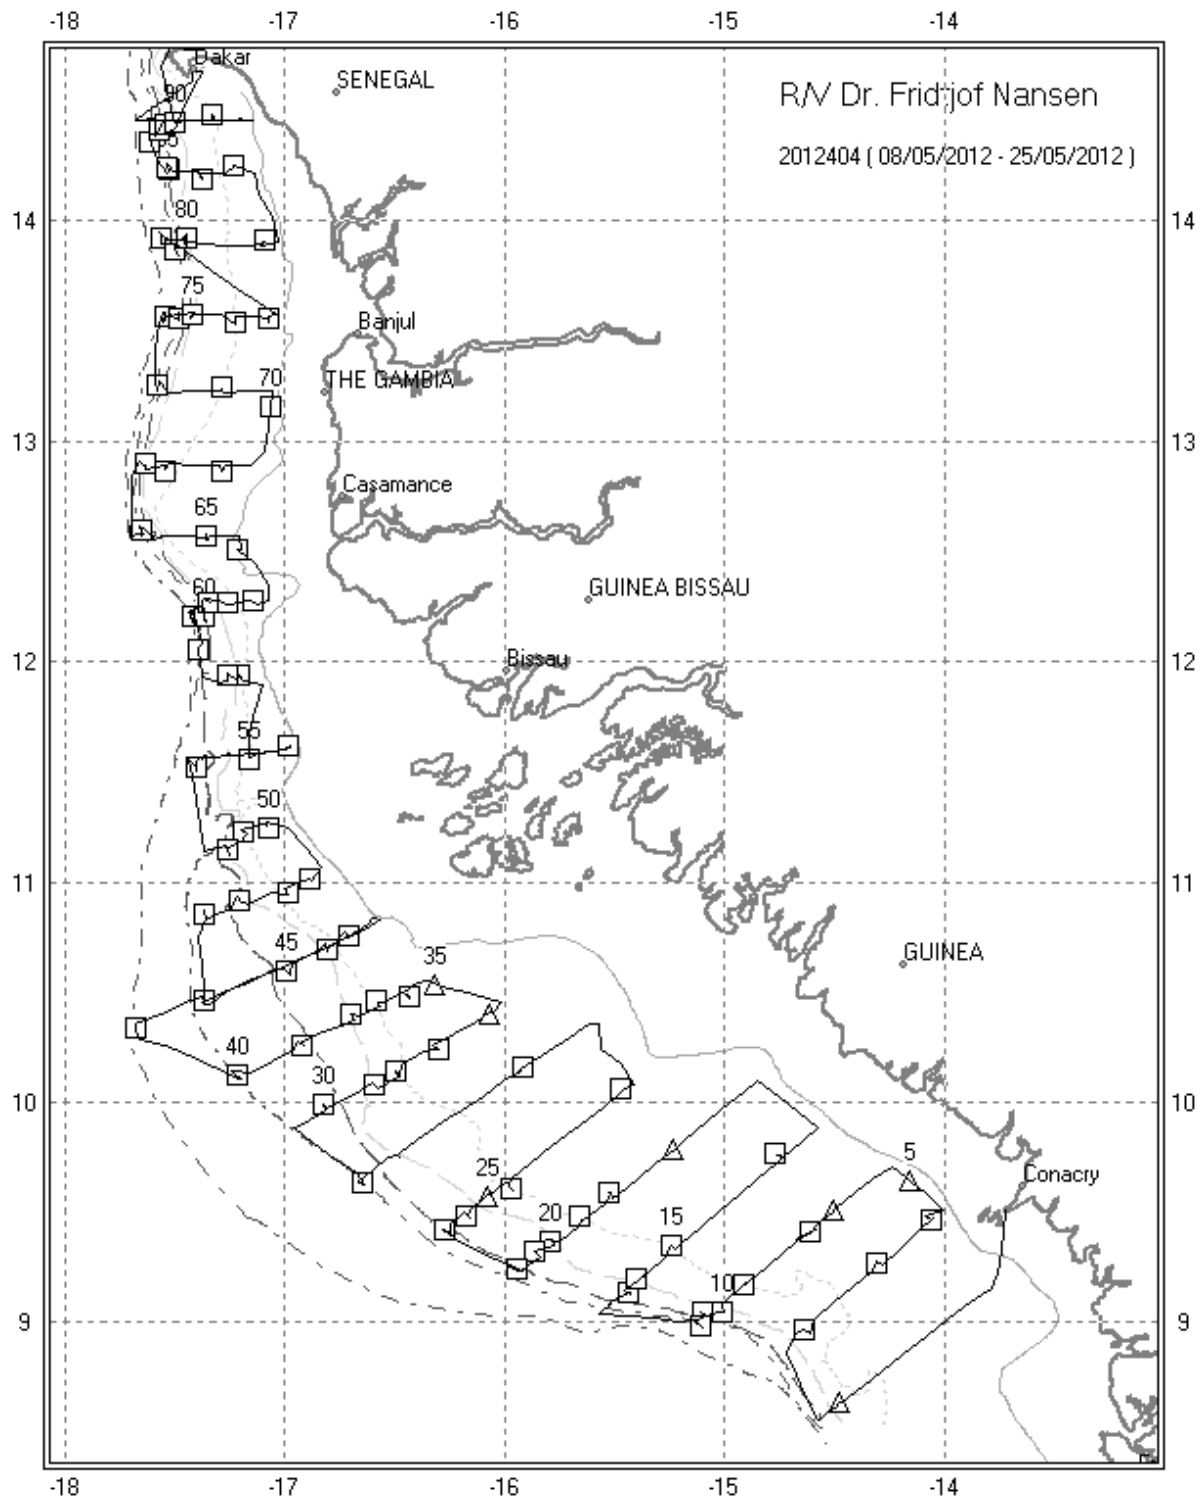 -18 -17 -16 -15 -14
Dakar
SENEGAL
R/V Dr. Fridtjof Nansen
90
2012404 ( 08/05/2012 - 25/05/2012 )
14 14
80
75
Banjul
70 THE GAMBIA
13 13
Casamance
65
60 GUINEA BISSAU
12 Bissau 12
55
50
11 11
45 35 GUINEA
40
30
10 10
5
25 Conacry
20 15
10
9 9
-18 -17 -16 -15 -14